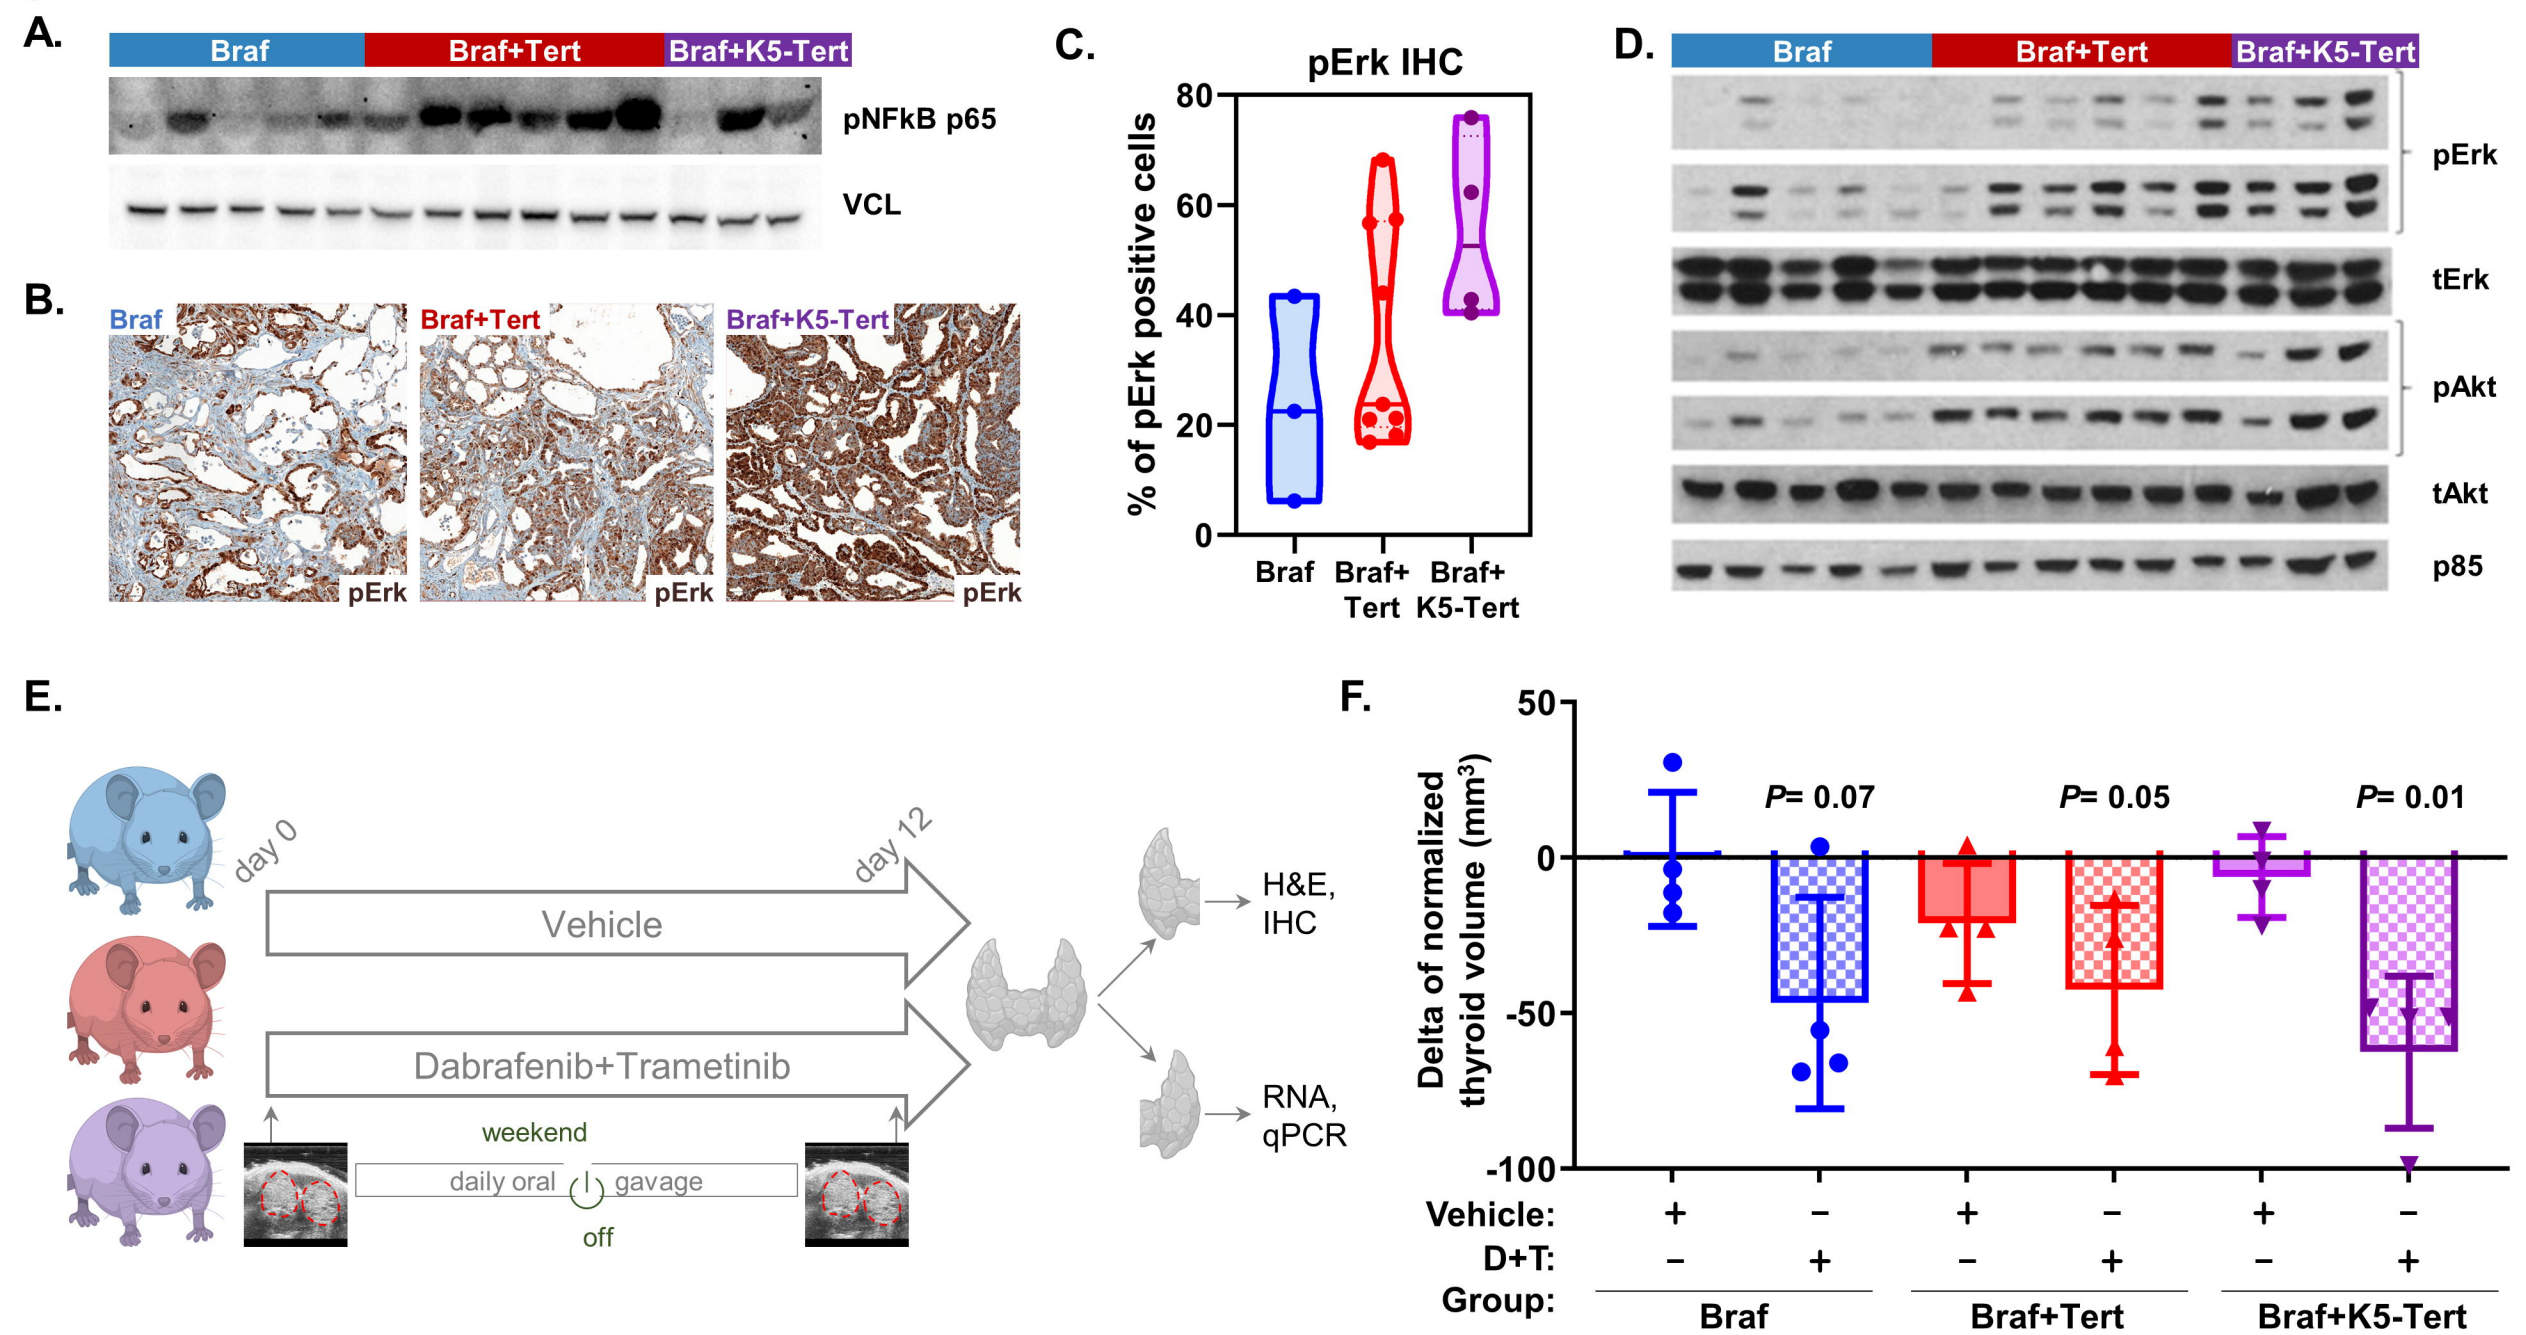 A.
Braf Braf+Tert Braf+K5-Tert
pNFkB p65
VCL
B.
Braf
pErk
Braf+Tert
pErk
Braf+K5-Tert
pErk
C.
pErk IHC
% of pErk positive cells
80
60
40
20
0
Braf Braf+ Braf+
Tert K5-Tert
D.
Braf Braf+Tert Braf+K5-Tert
pErk
tErk
pAkt
tAkt
p85
E.
day 0
day 12
Vehicle
Dabrafenib+Trametinib
weekend
daily oral gavage
off
H&E,
IHC
RNA,
qPCR
F.
Delta of normalized
thyroid volume (mm³)
50
0
-50
-100
P= 0.07 P= 0.05 P= 0.01
Vehicle: + − + − + −
D+T: − + − + − +
Group: Braf Braf+Tert Braf+K5-Tert